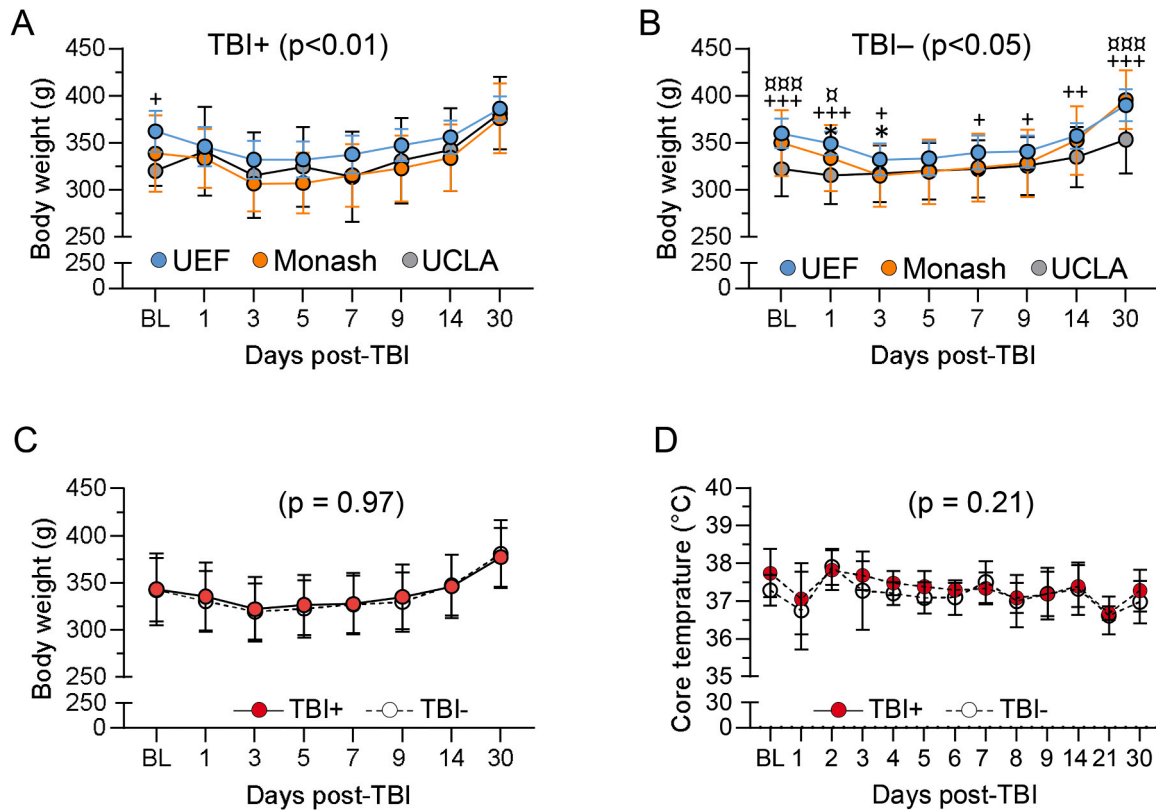 A
TBI+ (p<0.01)
Body weight (g)
450
400
350
300
250
250
0
UEF Monash UCLA
+
BL 1 3 5 7 9 14 30
Days post-TBI
B
TBI– (p<0.05)
Body weight (g)
450
400
350
300
250
250
0
¤¤¤ ¤ ¤¤¤
+++ +++ + + + ++ +++
* *
UEF Monash UCLA
BL 1 3 5 7 9 14 30
Days post-TBI
C
(p = 0.97)
Body weight (g)
450
400
350
300
250
250
0
TBI+ TBI-
BL 1 3 5 7 9 14 30
Days post-TBI
D
(p = 0.21)
Core temprature (°C)
40
39
38
37
36
35
30
0
TBI+ TBI-
BL 1 2 3 4 5 6 7 8 9 14 21 30
Days post-TBI